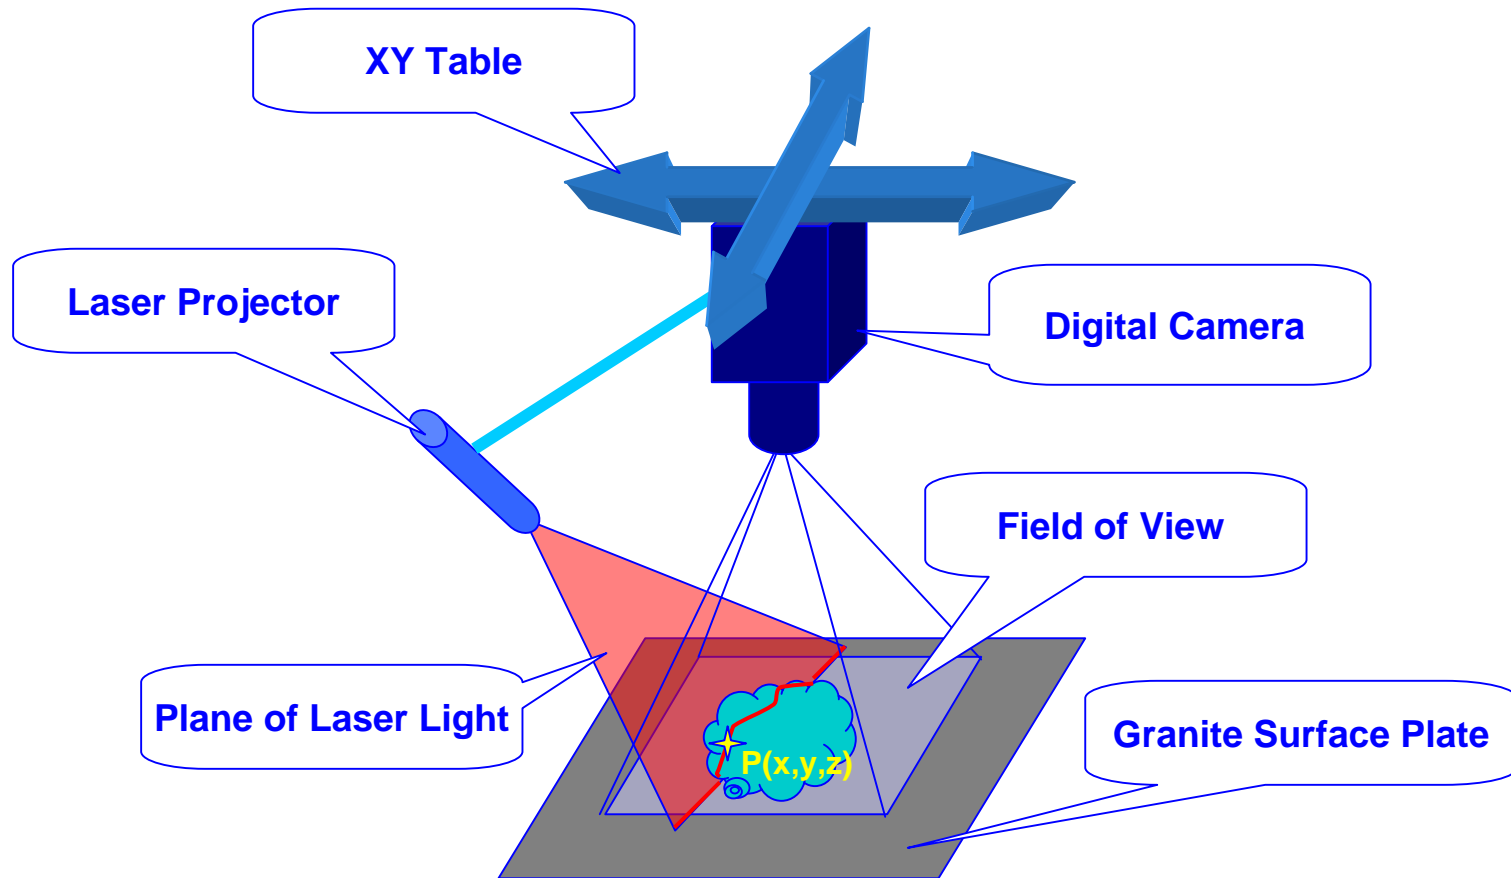 XY Table
Laser Projector
Digital Camera
Field of View
Plane of Laser Light
Granite Surface Plate
P(x,y,z)